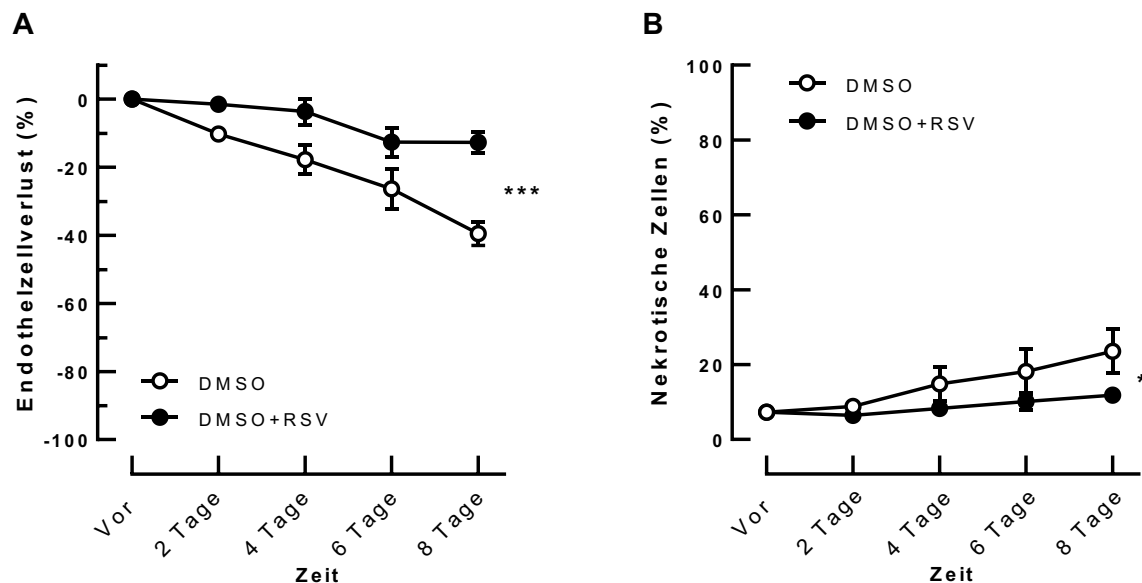 A
Endothelzellverlust (%)
0
-20
-40
-60
-80
-100
DMSO
DMSO+RSV
***
Vor
2 Tage
4 Tage
6 Tage
8 Tage
Zeit
B
Nekrotische Zellen (%)
100
80
60
40
20
0
DMSO
DMSO+RSV
*
Vor
2 Tage
4 Tage
6 Tage
8 Tage
Zeit